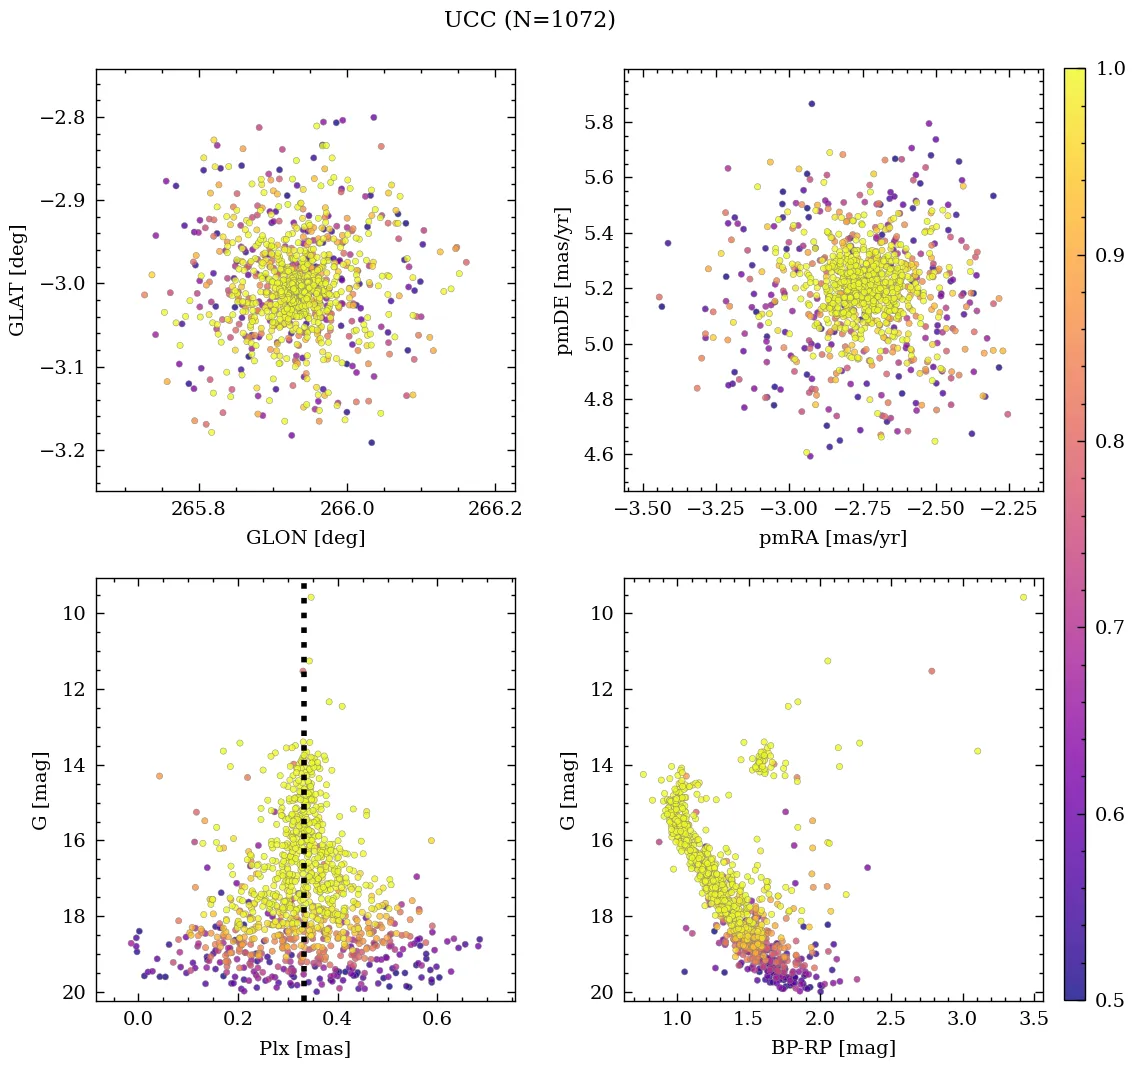 UCC (N=1072)
−2.8
−2.9
−3.0
−3.1
−3.2
GLAT [deg]
265.8 266.0 266.2
GLON [deg]
5.8
5.6
5.4
5.2
5.0
4.8
4.6
pmDE [mas/yr]
−3.50 −3.25 −3.00 −2.75 −2.50 −2.25
pmRA [mas/yr]
1.0
0.9
0.8
0.7
0.6
0.5
10
12
14
16
18
20
G [mag]
0.0 0.2 0.4 0.6
Plx [mas]
10
12
14
16
18
20
G [mag]
1.0 1.5 2.0 2.5 3.0 3.5
BP-RP [mag]